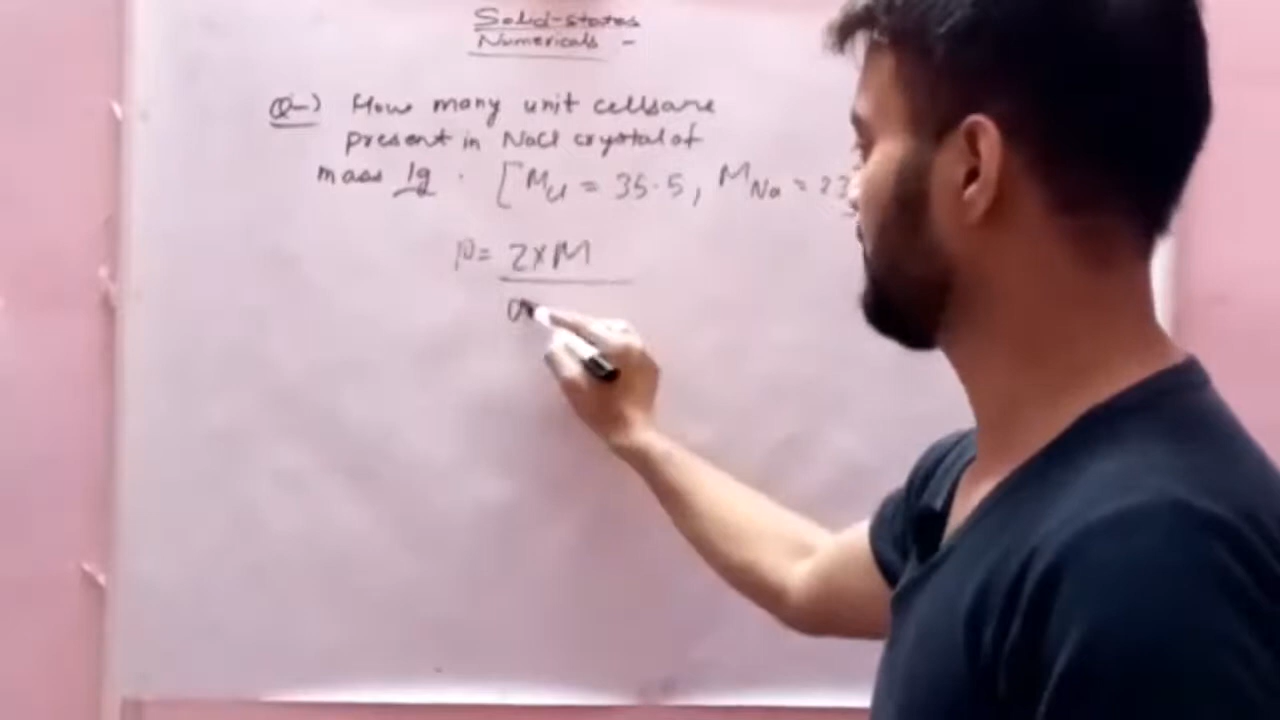 Solid-states
Numericals -
Q-) How many unit cells are
present in NaCl crystal of
mass 1g. [MCl = 35.5, MNa = 23
ρ = Z×M
a